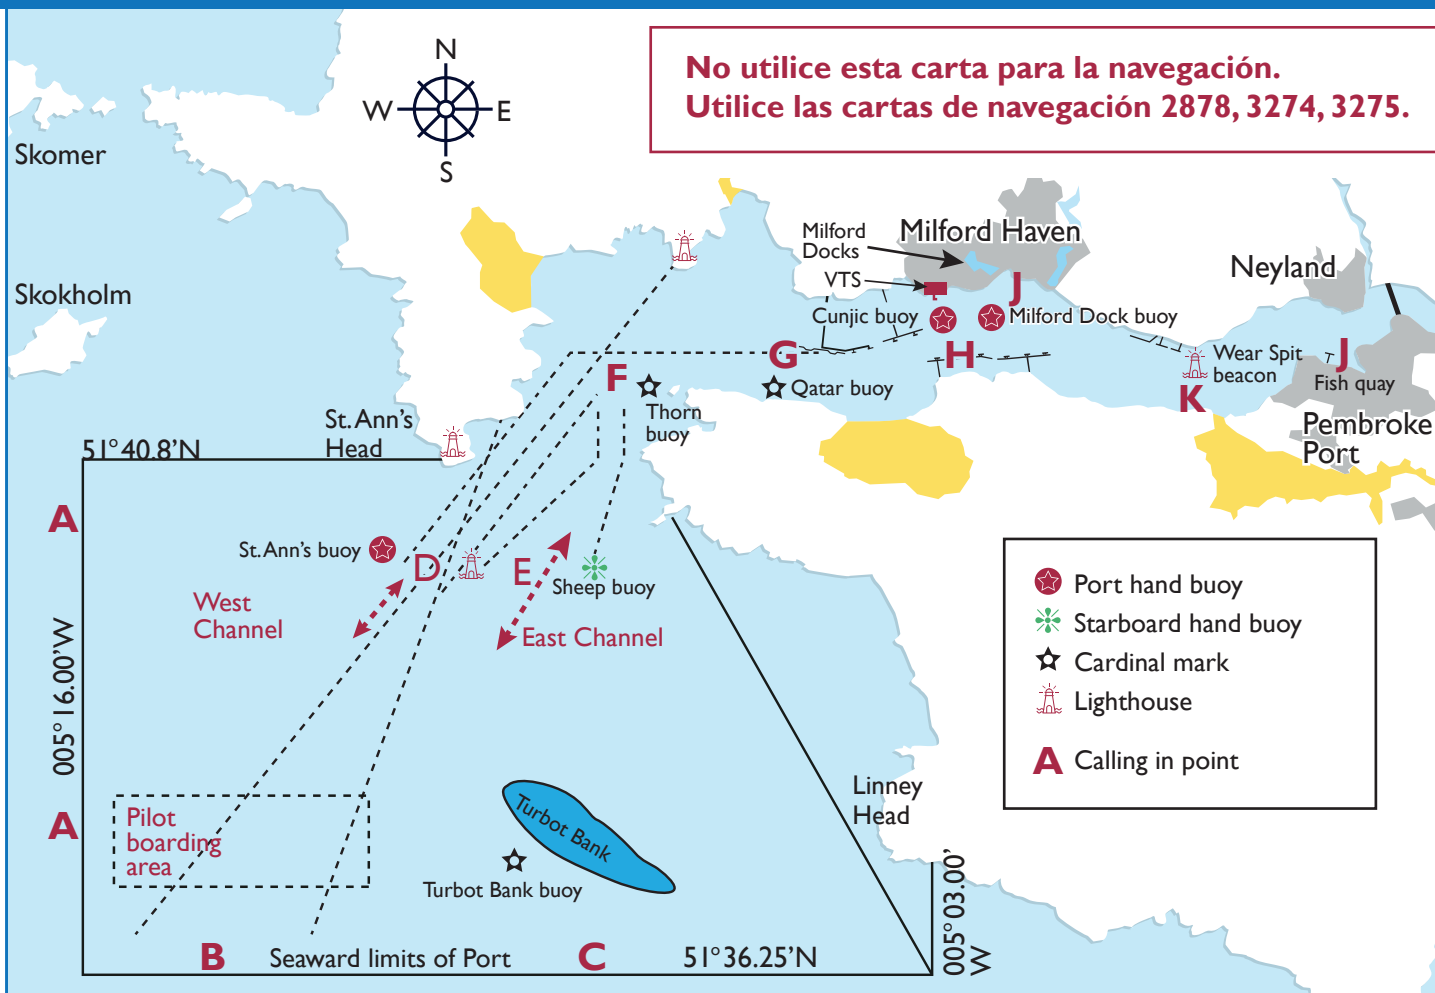 No utilice esta carta para la navegación.
Utilice las cartas de navegación 2878, 3274, 3275.
N
W
E
S
Skomer
Skokholm
Milford
Docks
Milford Haven
VTS
J
Cunjic buoy
Milford Dock buoy
Neyland
G
H
Wear Spit
beacon
J
Fish quay
K
Qatar buoy
Pembroke
Port
F
Thorn
buoy
St. Ann's
Head
51°40.8'N
A
St. Ann's buoy
D
E
Sheep buoy
West
Channel
East Channel
005°16.00'W
Port hand buoy
Starboard hand buoy
Cardinal mark
Lighthouse
A Calling in point
A
Pilot
boarding
area
Turbot Bank
Turbot Bank buoy
Linney
Head
B
Seaward limits of Port
C
51°36.25'N
005°03.00'
W